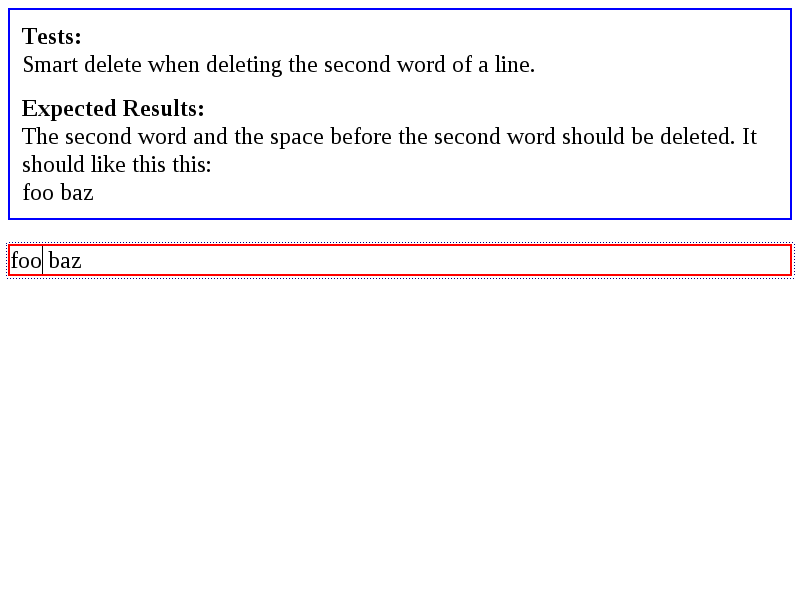 Tests:
Smart delete when deleting the second word of a line.
Expected Results:
The second word and the space before the second word should be deleted. It
should like this this:
foo baz
foo baz